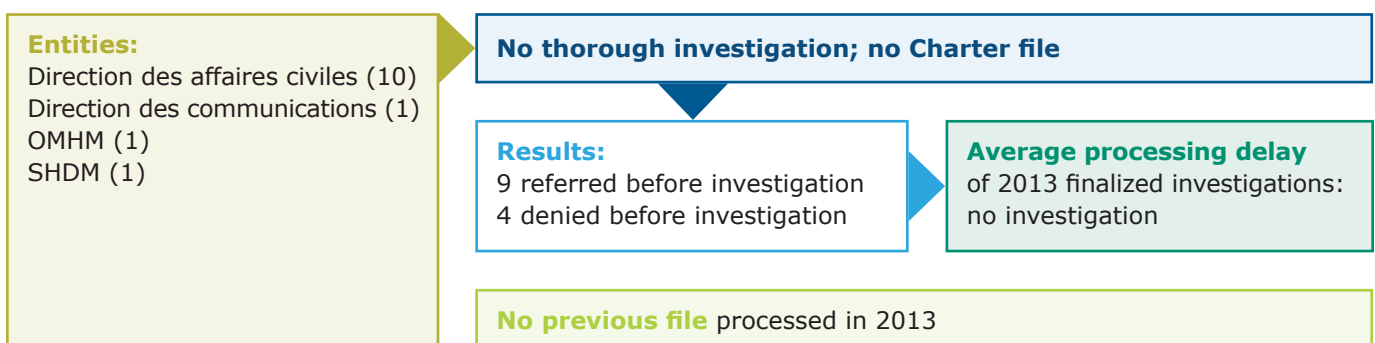 Entities:
Direction des affaires civiles (10)
Direction des communications (1)
OMHM (1)
SHDM (1)
No thorough investigation; no Charter file
Results:
9 referred before investigation
4 denied before investigation
Average processing delay
of 2013 finalized investigations:
no investigation
No previous file processed in 2013